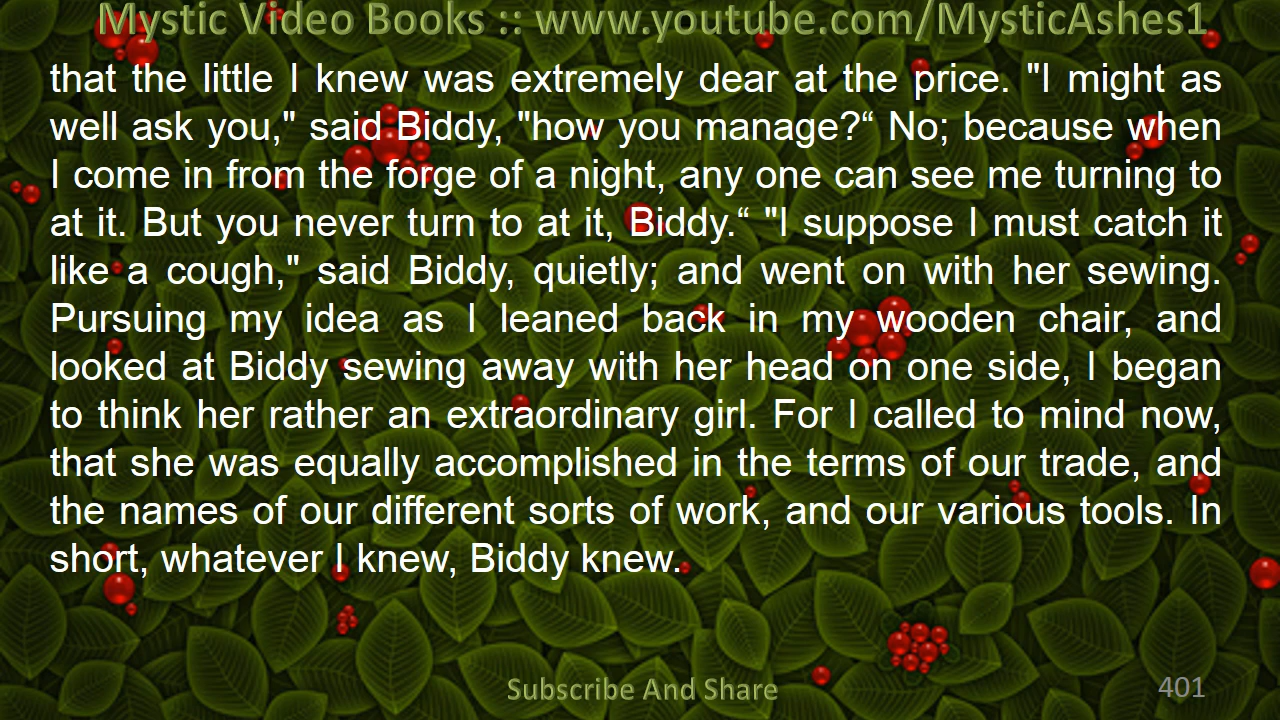 Mystic Video Books :: www.youtube.com/MysticAshes1
that the little I knew was extremely dear at the price. "I might as
well ask you," said Biddy, "how you manage?“ No; because when
I come in from the forge of a night, any one can see me turning to
at it. But you never turn to at it, Biddy.“ "I suppose I must catch it
like a cough," said Biddy, quietly; and went on with her sewing.
Pursuing my idea as I leaned back in my wooden chair, and
looked at Biddy sewing away with her head on one side, I began
to think her rather an extraordinary girl. For I called to mind now,
that she was equally accomplished in the terms of our trade, and
the names of our different sorts of work, and our various tools. In
short, whatever I knew, Biddy knew.
Subscribe And Share
401